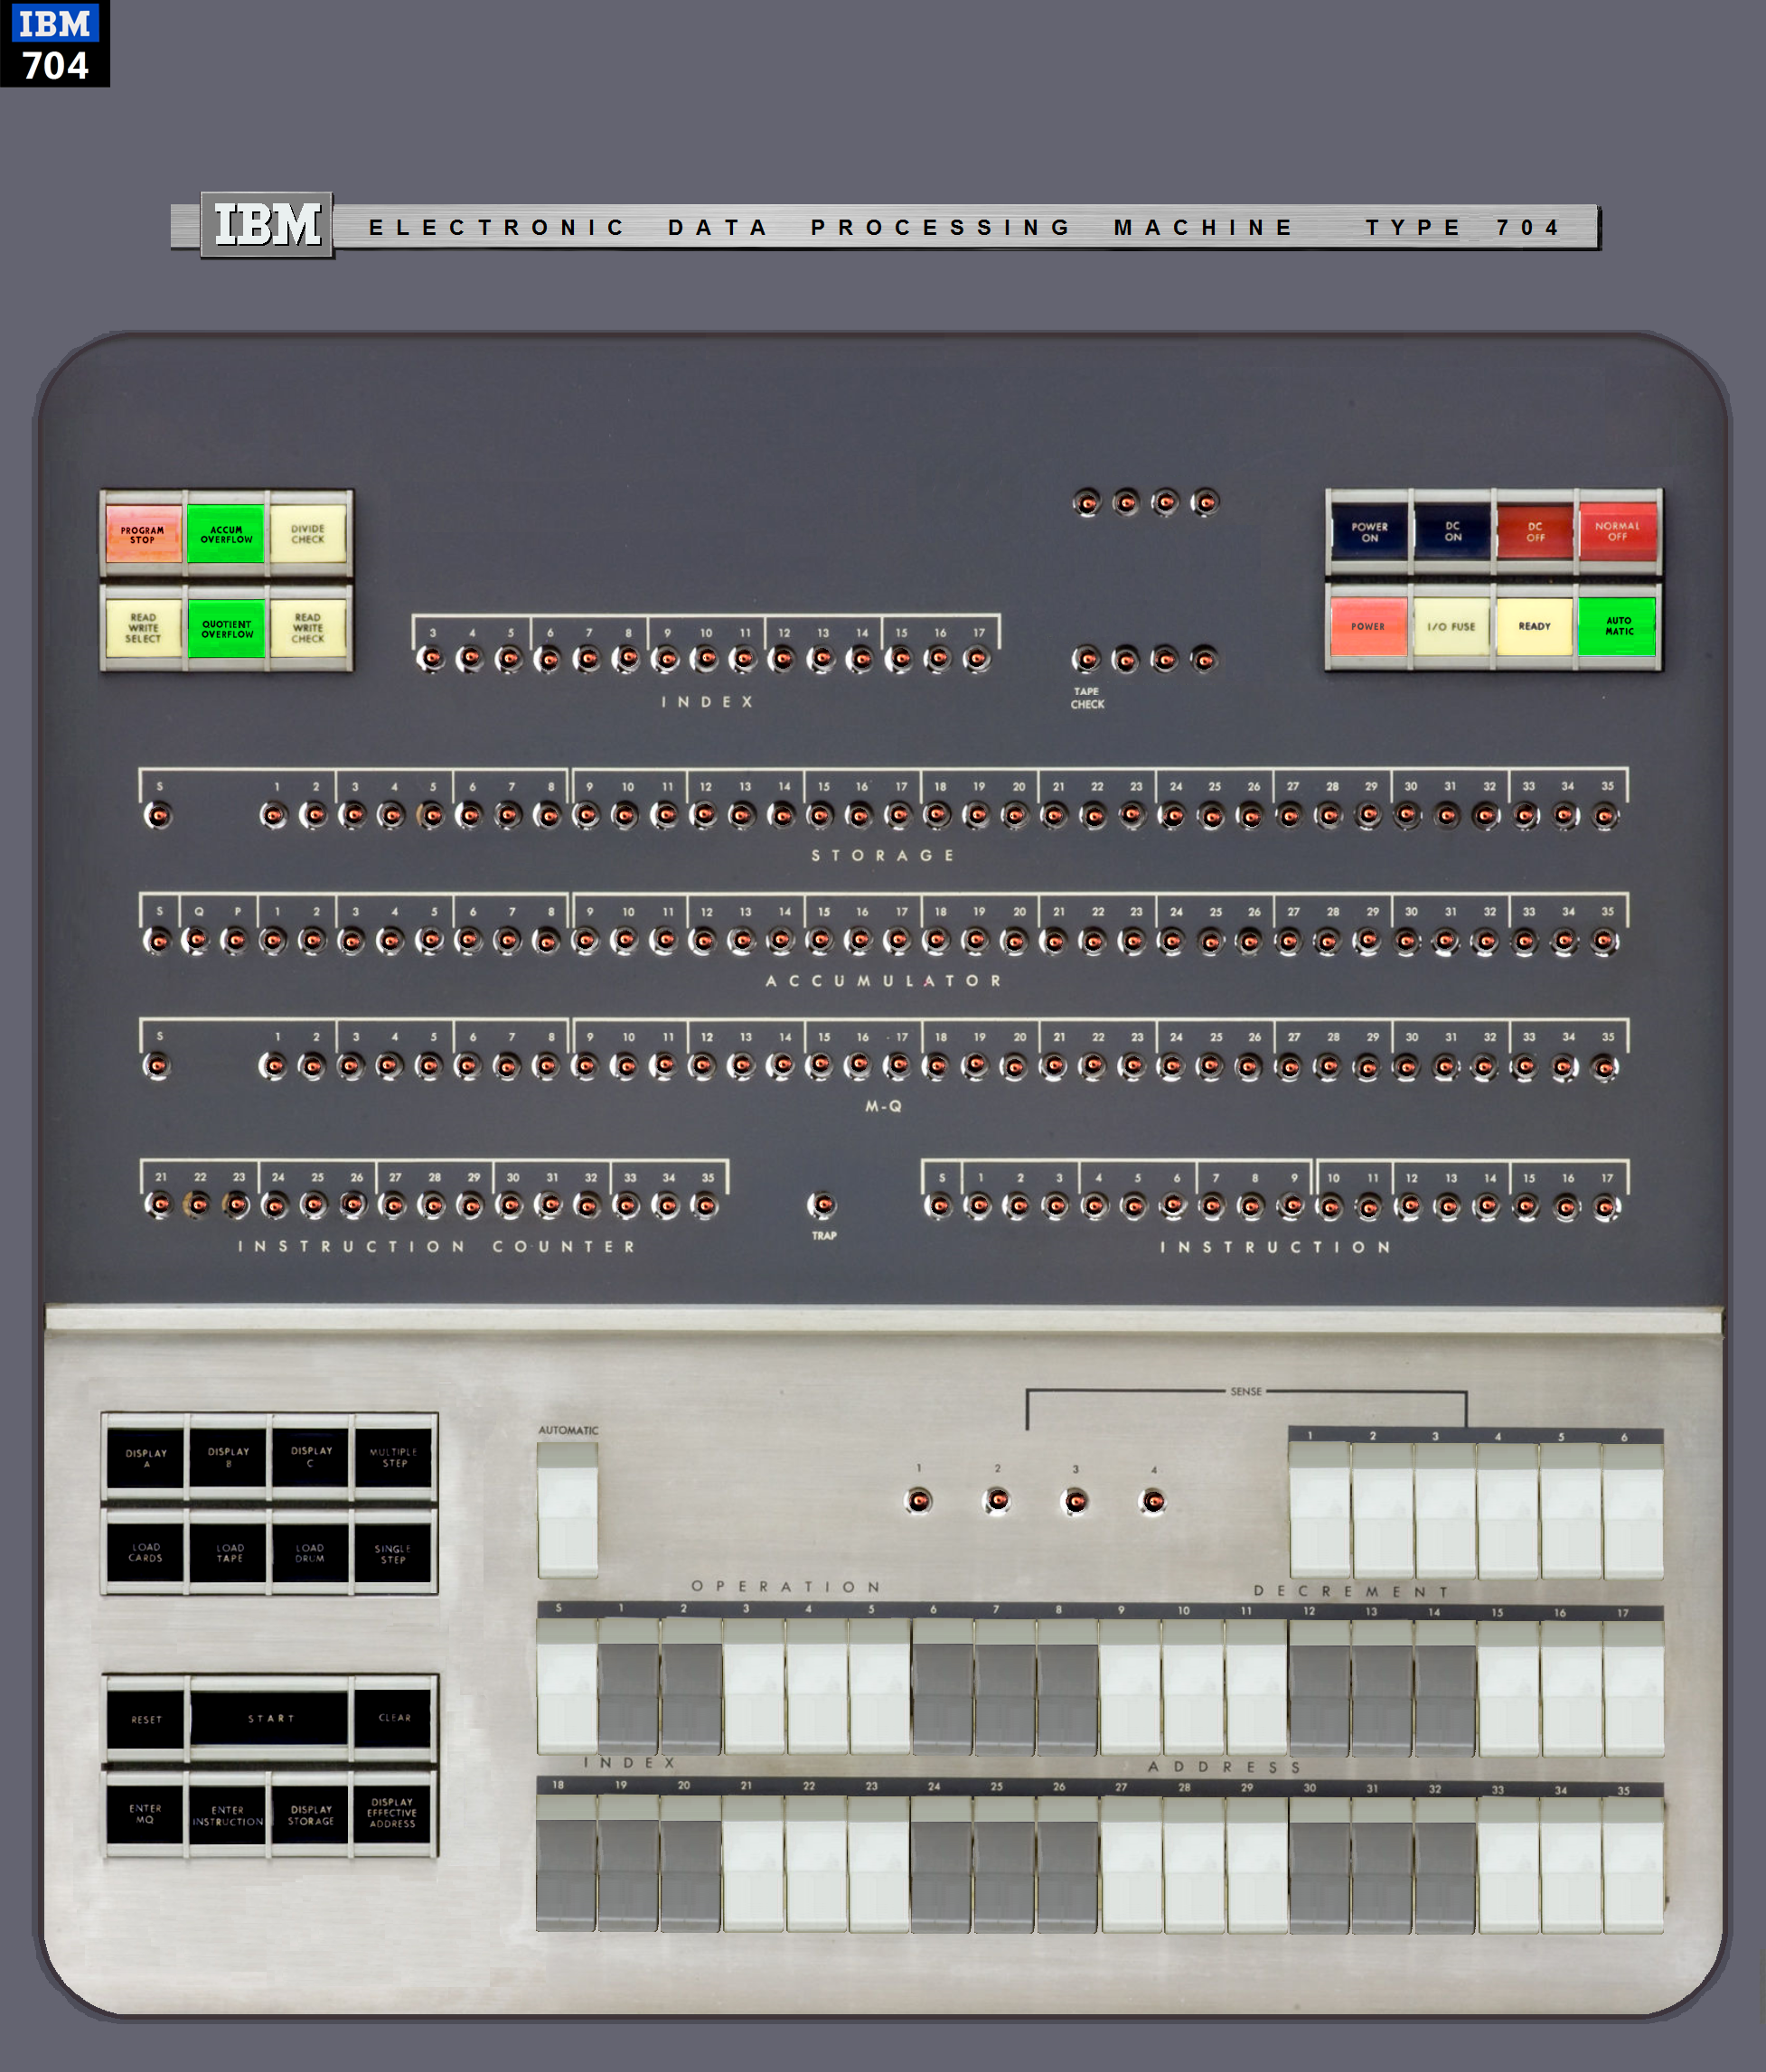 IBM
704
IBM ELECTRONIC DATA PROCESSING MACHINE TYPE 704
PROGRAM STOP
ACCUM OVERFLOW
DIVIDE CHECK
READ WRITE SELECT
QUOTIENT OVERFLOW
READ WRITE CHECK
POWER ON
DC ON
DC OFF
NORMAL OFF
POWER
I/O FUSE
READY
AUTO MATIC
3 4 5 6 7 8 9 10 11 12 13 14 15 16 17
INDEX
TAPE CHECK
S 1 2 3 4 5 6 7 8 9 10 11 12 13 14 15 16 17 18 19 20 21 22 23 24 25 26 27 28 29 30 31 32 33 34 35
STORAGE
S Q P 1 2 3 4 5 6 7 8 9 10 11 12 13 14 15 16 17 18 19 20 21 22 23 24 25 26 27 28 29 30 31 32 33 34 35
ACCUMULATOR
S 1 2 3 4 5 6 7 8 9 10 11 12 13 14 15 16 17 18 19 20 21 22 23 24 25 26 27 28 29 30 31 32 33 34 35
M-Q
21 22 23 24 25 26 27 28 29 30 31 32 33 34 35
INSTRUCTION COUNTER
TRAP
S 1 2 3 4 5 6 7 8 9 10 11 12 13 14 15 16 17
INSTRUCTION
DISPLAY A
DISPLAY B
DISPLAY C
MULTIPLE STEP
LOAD CARDS
LOAD TAPE
LOAD DRUM
SINGLE STEP
RESET
START
CLEAR
ENTER MQ
ENTER INSTRUCTION
DISPLAY STORAGE
DISPLAY EFFECTIVE ADDRESS
AUTOMATIC
SENSE
1 2 3 4
1 2 3 4 5 6
OPERATION
DECREMENT
S 1 2 3 4 5 6 7 8 9 10 11 12 13 14 15 16 17
INDEX
ADDRESS
18 19 20 21 22 23 24 25 26 27 28 29 30 31 32 33 34 35